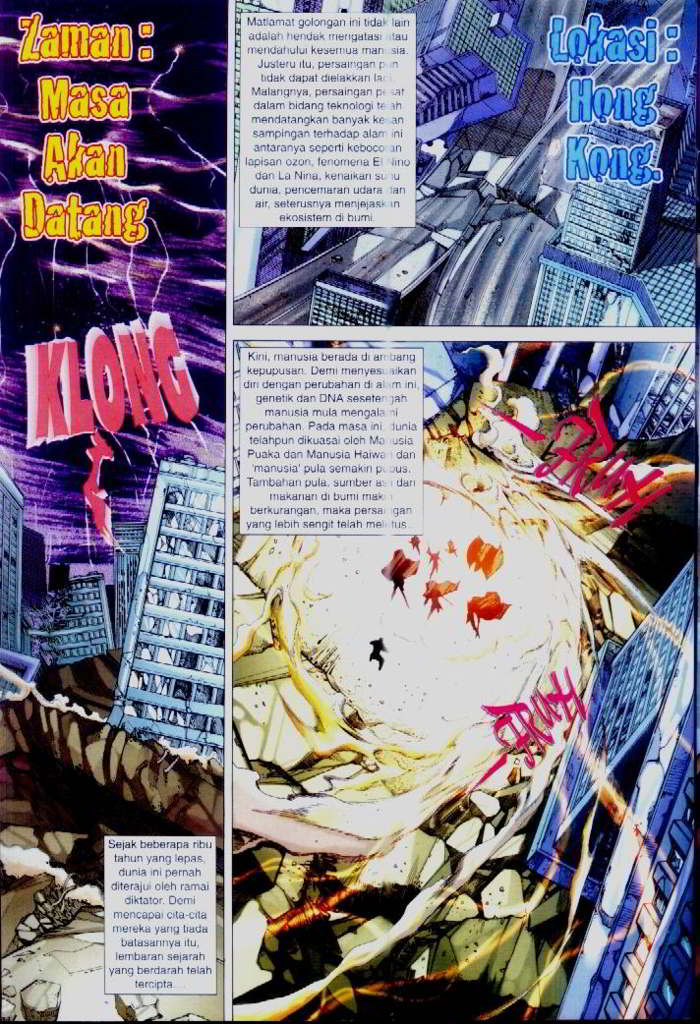 Zaman :
Masa
Akan
Datang
KLONG
Sejak beberapa ribu
tahun yang lepas,
dunia ini pernah
diterajui oleh ramai
diktator. Demi
mencapai cita-cita
mereka yang tiada
batasannya itu,
lembaran sejarah
yang berdarah telah
tercipta...
Matlamat golongan ini tidak lain
adalah hendak mengatasi atau
mendahului kesemua manusia.
Justeru itu, persaingan pun
tidak dapat dielakkan lagi.
Malangnya, persaingan pesat
dalam bidang teknologi telah
mendatangkan banyak kesan
sampingan terhadap alam ini
antaranya seperti kebocoran
lapisan ozon, fenomena El Nino
dan La Nina, kenaikan suhu
dunia, pencemaran udara dan
air, seterusnya menjejaskan
ekosistem di bumi.
Lokasi :
Hong
Kong.
Kini, manusia berada di ambang
kepupusan. Demi menyesuaikan
diri dengan perubahan di alam ini,
genetik dan DNA sesetengah
manusia mula mengalami
perubahan. Pada masa ini, dunia
telahpun dikuasai oleh Manusia
Puaka dan Manusia Haiwan dan
'manusia' pula semakin pupus.
Tambahan pula, sumber asli dan
makanan di bumi makin
berkurangan, maka persaingan
yang lebih sengit telah meletus...